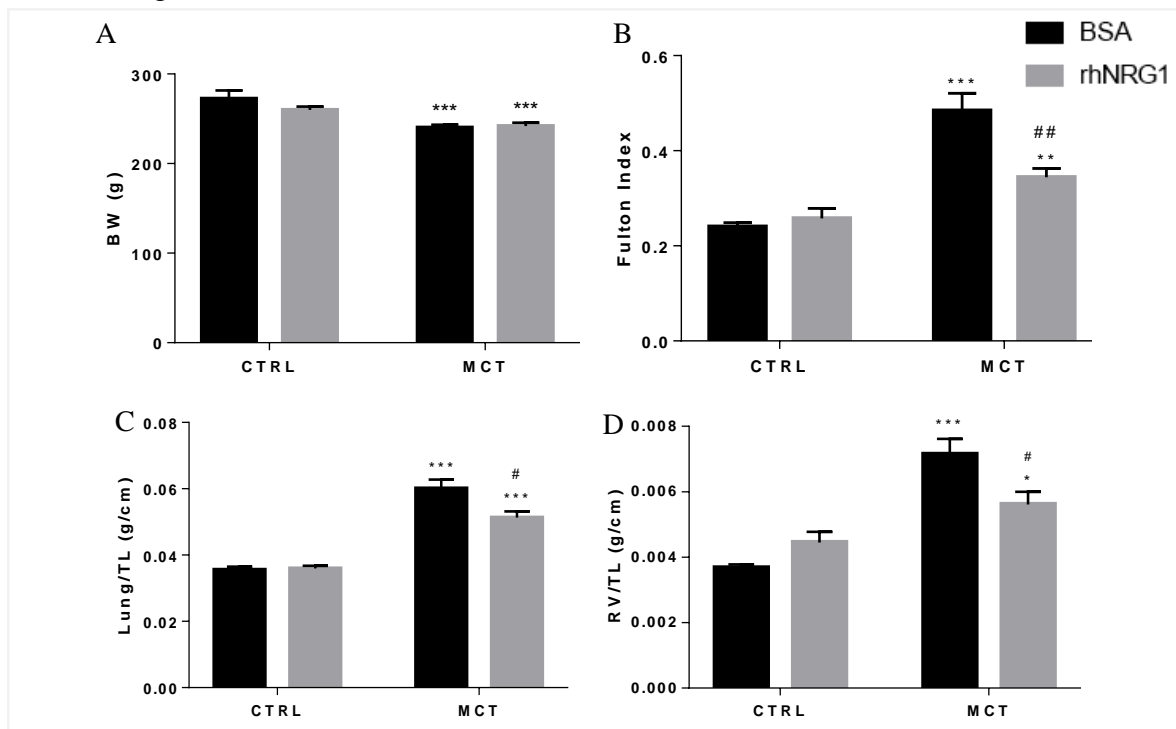 A
BW (g)
300
200
100
0
***
***
CTRL
MCT
B
BSA
rhNRG1
Fulton Index
0.6
0.4
0.2
0.0
***
##
**
CTRL
MCT
C
Lung/TL (g/cm)
0.08
0.06
0.04
0.02
0.00
***
#
***
CTRL
MCT
D
RV/TL (g/cm)
0.008
0.006
0.004
0.002
0.000
***
#
*
CTRL
MCT